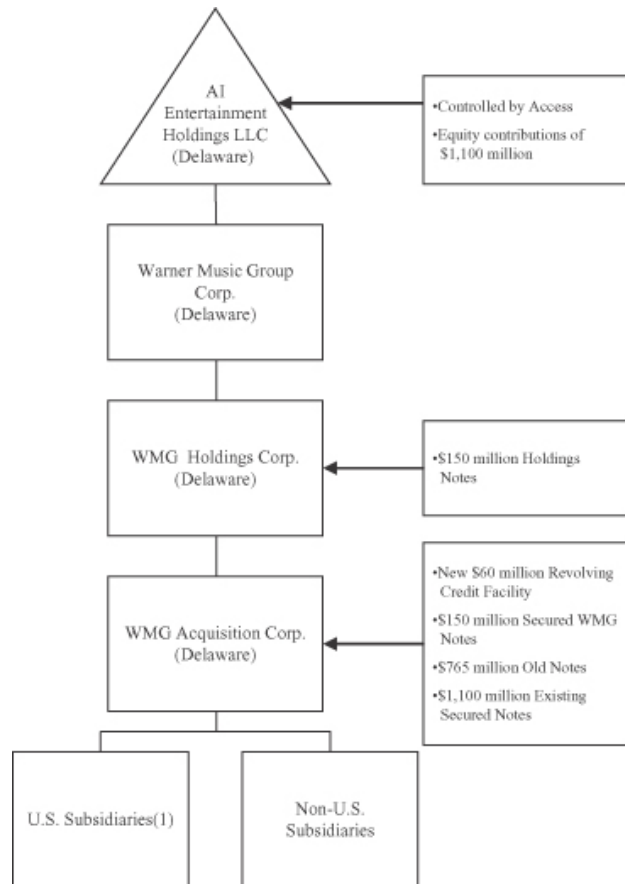 AI
Entertainment
Holdings LLC
(Delaware)
•Controlled by Access
•Equity contributions of
$1,100 million
Warner Music Group
Corp.
(Delaware)
WMG Holdings Corp.
(Delaware)
•$150 million Holdings
Notes
WMG Acquisition Corp.
(Delaware)
•New $60 million Revolving
Credit Facility
•$150 million Secured WMG
Notes
•$765 million Old Notes
•$1,100 million Existing
Secured Notes
U.S. Subsidiaries(1)
Non-U.S.
Subsidiaries